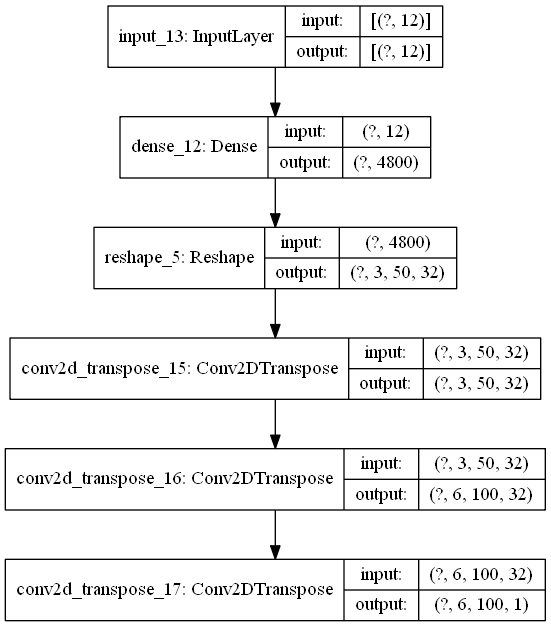 input_13: InputLayer
input:
[(?, 12)]
output:
[(?, 12)]
dense_12: Dense
input:
(?, 12)
output:
(?, 4800)
reshape_5: Reshape
input:
(?, 4800)
output:
(?, 3, 50, 32)
conv2d_transpose_15: Conv2DTranspose
input:
(?, 3, 50, 32)
output:
(?, 3, 50, 32)
conv2d_transpose_16: Conv2DTranspose
input:
(?, 3, 50, 32)
output:
(?, 6, 100, 32)
conv2d_transpose_17: Conv2DTranspose
input:
(?, 6, 100, 32)
output:
(?, 6, 100, 1)